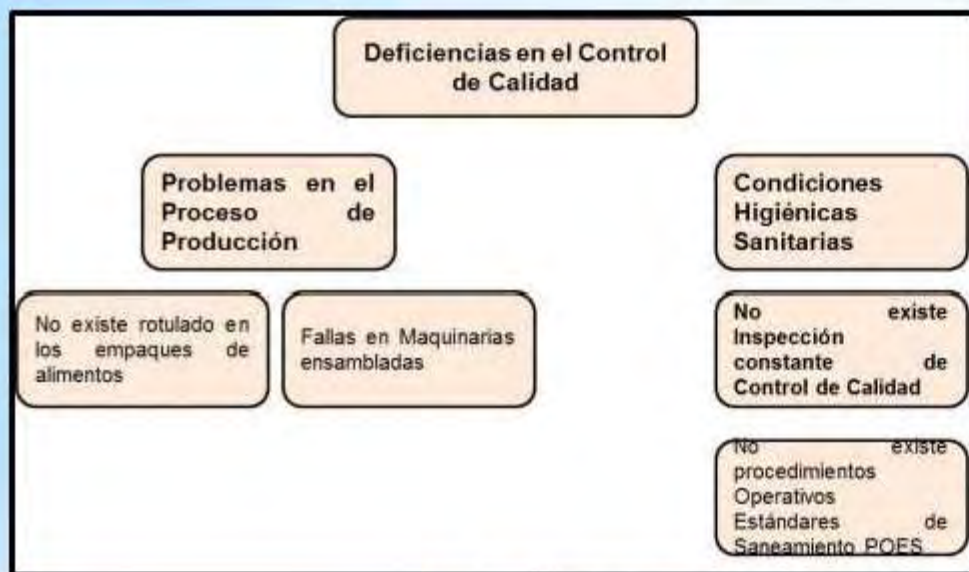 Deficiencias en el Control
de Calidad
Problemas en el
Proceso de
Producción
Condiciones
Higiénicas
Sanitarias
No existe rotulado en
los empaques de
alimentos
Fallas en Maquinarias
ensambladas
No existe
Inspección
constante de
Control de Calidad
No existe
procedimientos
Operativos
Estándares de
Saneamiento POES